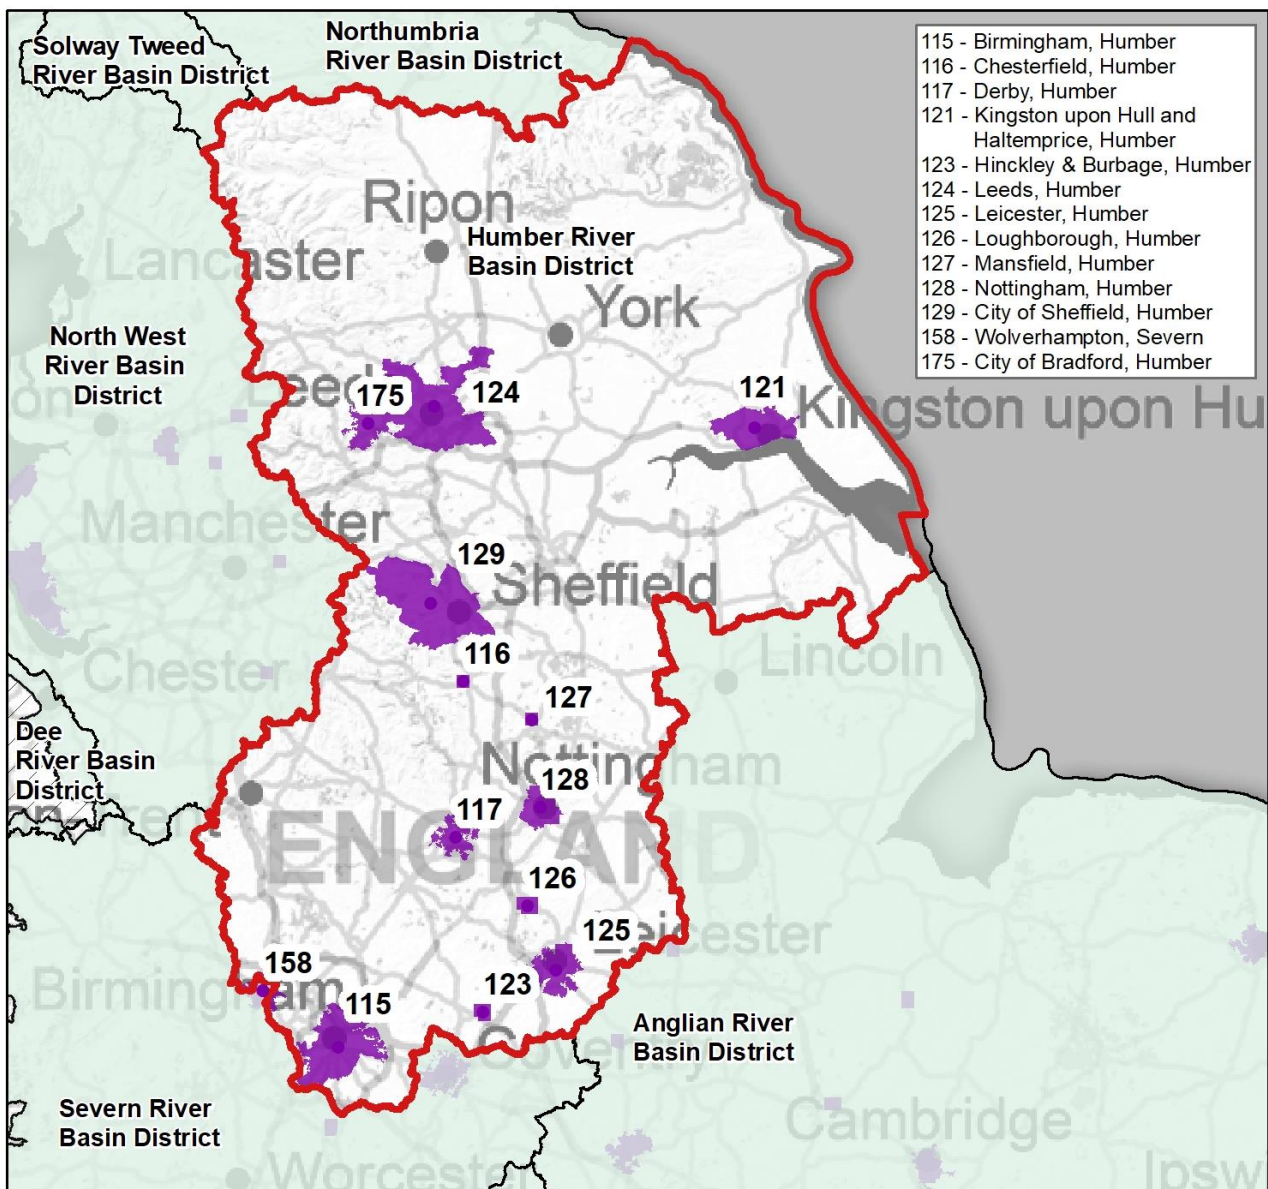 Solway Tweed
River Basin District
Northumbria
River Basin District
115 - Birmingham, Humber
116 - Chesterfield, Humber
117 - Derby, Humber
121 - Kingston upon Hull and
Haltemprice, Humber
123 - Hinckley & Burbage, Humber
124 - Leeds, Humber
125 - Leicester, Humber
126 - Loughborough, Humber
127 - Mansfield, Humber
128 - Nottingham, Humber
129 - City of Sheffield, Humber
158 - Wolverhampton, Severn
175 - City of Bradford, Humber
Ripon
Humber River
Basin District
Lancaster
York
North West
River Basin
District
Leed
175
124
121
Kingston upon Hu
on
Manchester
129
Sheffield
116
Chester
Lincoln
127
Dee
River Basin
District
Nottingham
128
117
ENGLAND
126
125
Leicester
158
Birmingham
115
123
Coventry
Anglian River
Basin District
Severn River
Basin District
Cambridge
Worcester
Ipsw